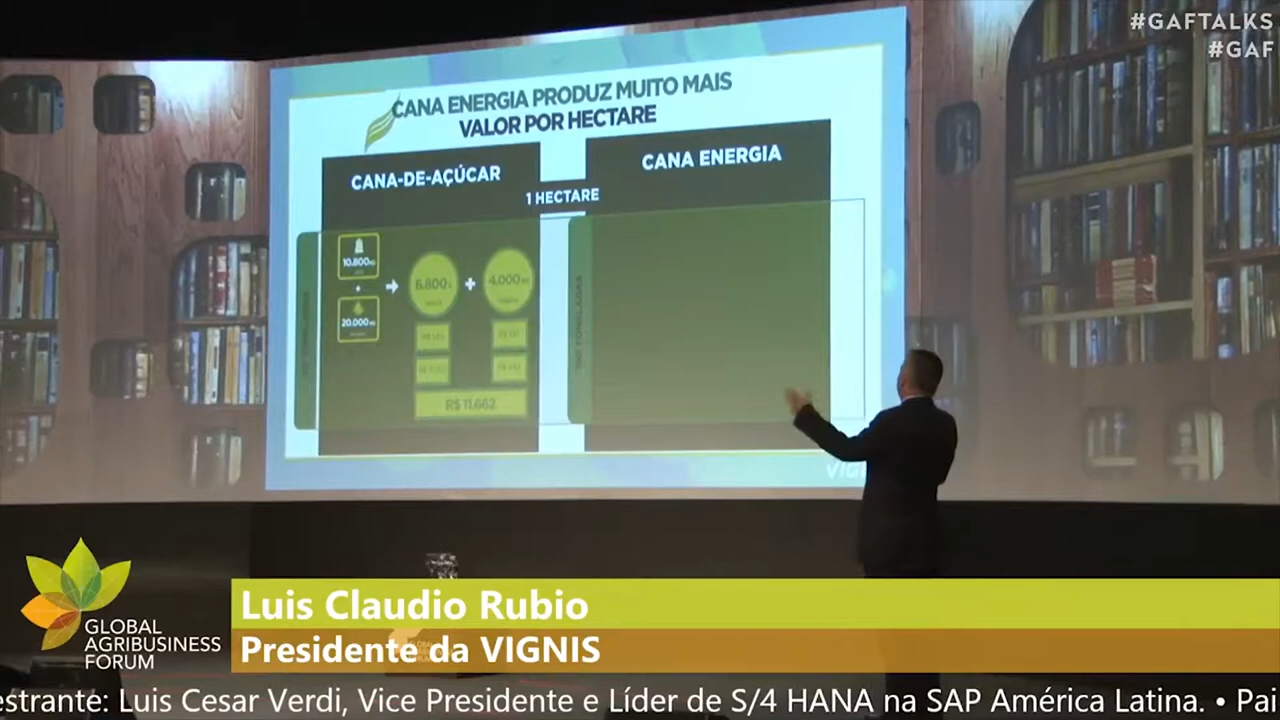 #GAFTALKS
#GAF
CANA ENERGIA PRODUZ MUITO MAIS
VALOR POR HECTARE
CANA-DE-AÇÚCAR
CANA ENERGIA
1 HECTARE
10.800
20.000
6.800
+
4.000
R$ 11.662
GLOBAL
AGRIBUSINESS
FORUM
Luis Claudio Rubio
Presidente da VIGNIS
estrante: Luis Cesar Verdi, Vice Presidente e Líder de S/4 HANA na SAP América Latina. • Pai